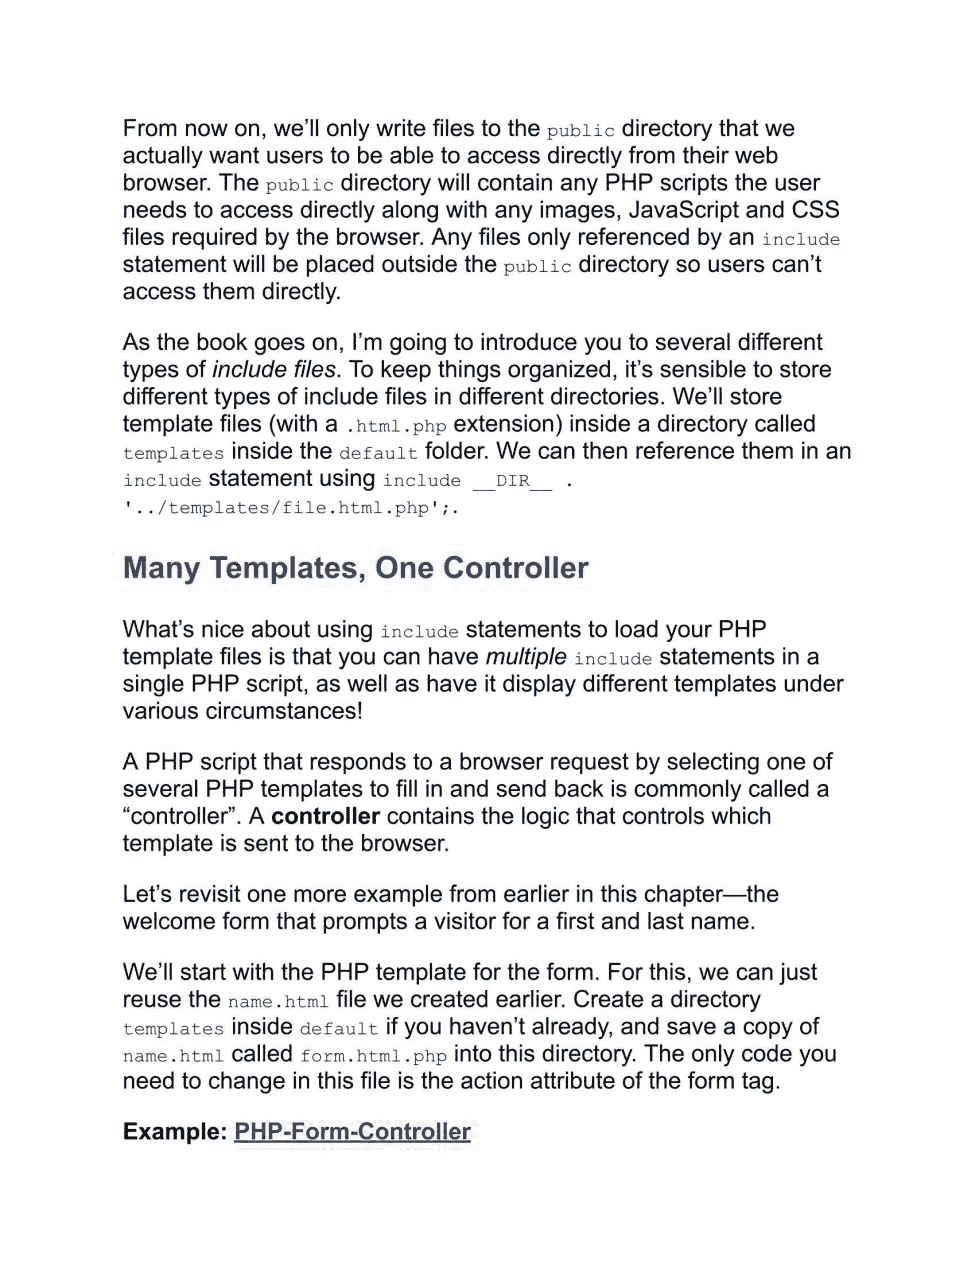 From now on, we’ll only write files to the public directory that we
actually want users to be able to access directly from their web
browser. The public directory will contain any PHP scripts the user
needs to access directly along with any images, JavaScript and CSS
files required by the browser. Any files only referenced by an include
statement will be placed outside the public directory so users can’t
access them directly.
As the book goes on, I’m going to introduce you to several different
types of include files. To keep things organized, it’s sensible to store
different types of include files in different directories. We’ll store
template files (with a .html.php extension) inside a directory called
templates inside the default folder. We can then reference them in an
include statement using include __DIR__ .
'../templates/file.html.php';.
Many Templates, One Controller
What’s nice about using include statements to load your PHP
template files is that you can have multiple include statements in a
single PHP script, as well as have it display different templates under
various circumstances!
A PHP script that responds to a browser request by selecting one of
several PHP templates to fill in and send back is commonly called a
“controller”. A controller contains the logic that controls which
template is sent to the browser.
Let’s revisit one more example from earlier in this chapter—the
welcome form that prompts a visitor for a first and last name.
We’ll start with the PHP template for the form. For this, we can just
reuse the name.html file we created earlier. Create a directory
templates inside default if you haven’t already, and save a copy of
name.html called form.html.php into this directory. The only code you
need to change in this file is the action attribute of the form tag.
Example: PHP-Form-Controller